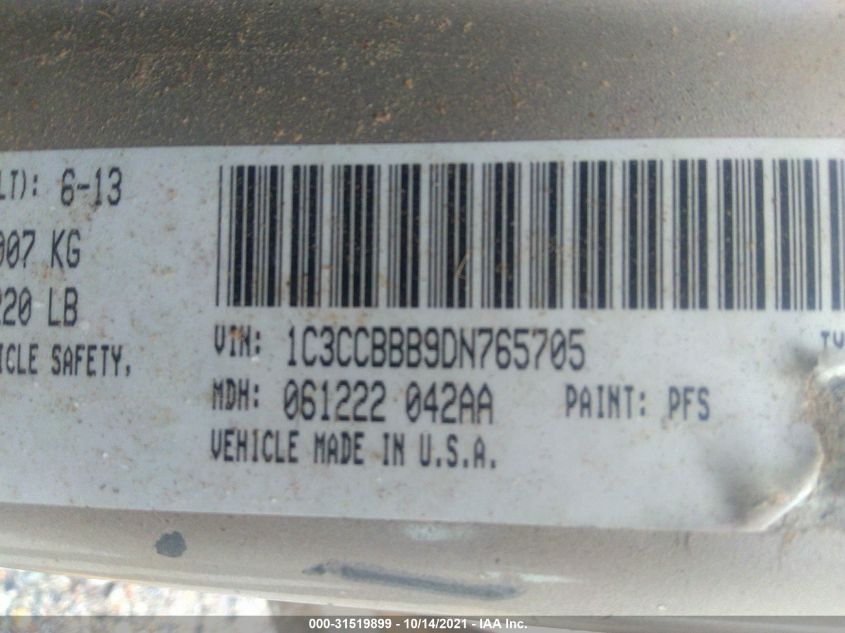 LT): 6-13
007 KG
220 LB
ICLE SAFETY,
VIN: 1C3CCBBB9DN765705
MDH: 061222 042AA PAINT: PFS
VEHICLE MADE IN U.S.A.
000-31519899 - 10/14/2021 - IAA Inc.